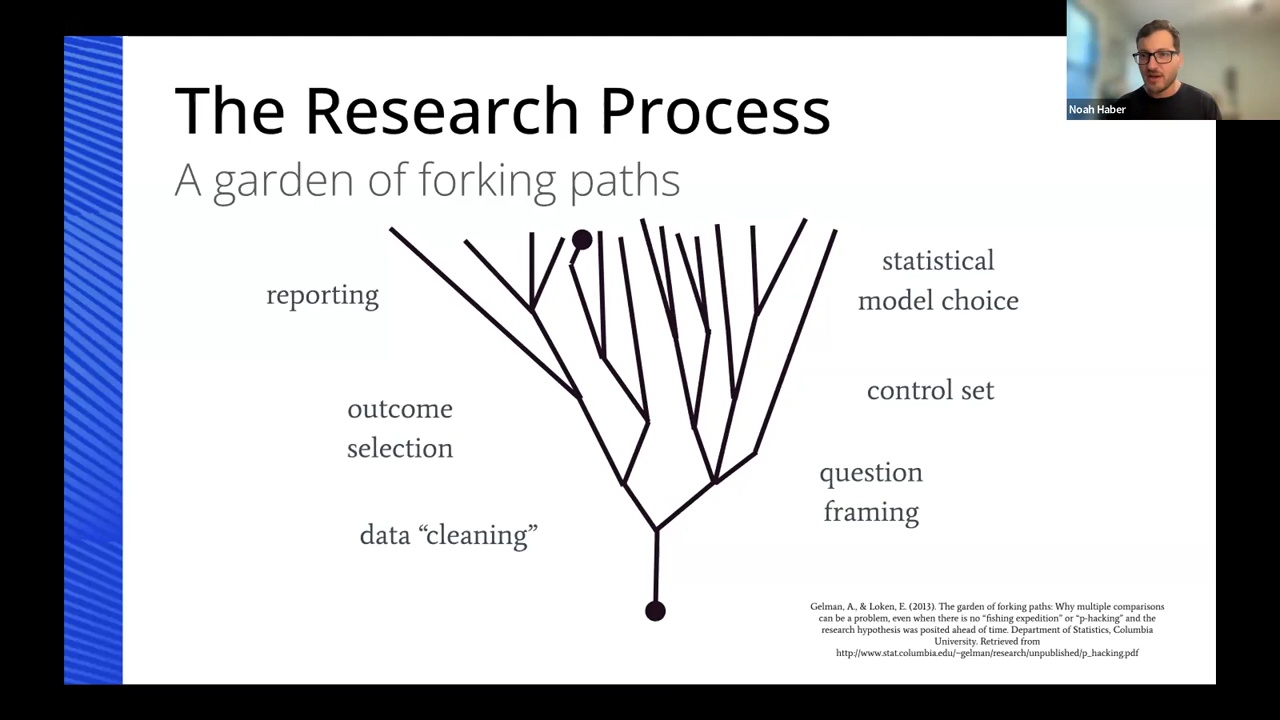 The Research Process
A garden of forking paths
Noah Haber
reporting
outcome
selection
data “cleaning”
statistical
model choice
control set
question
framing
Gelman, A., & Loken, E. (2013). The garden of forking paths: Why multiple comparisons
can be a problem, even when there is no “fishing expedition” or “p-hacking” and the
research hypothesis was posited ahead of time. Department of Statistics, Columbia
University. Retrieved from
http://www.stat.columbia.edu/~gelman/research/unpublished/p_hacking.pdf